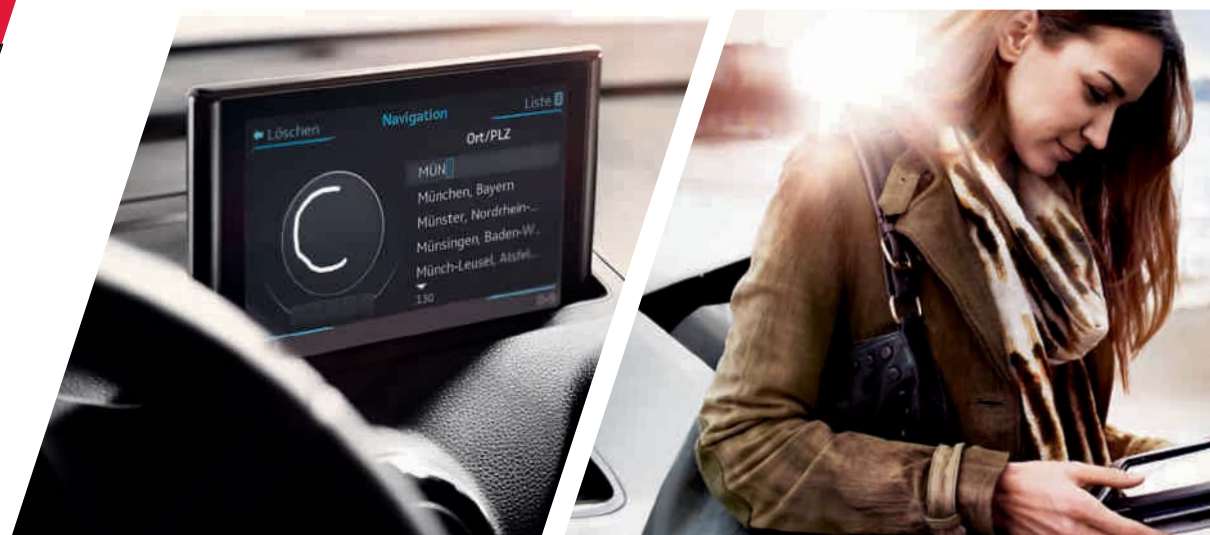 Löschen
Navigation
Liste
Ort/PLZ
MÜN
München, Bayern
Münster, Nordrhein-...
Münsingen, Baden-W...
Münch-Leusel, Alsfel...
130
C